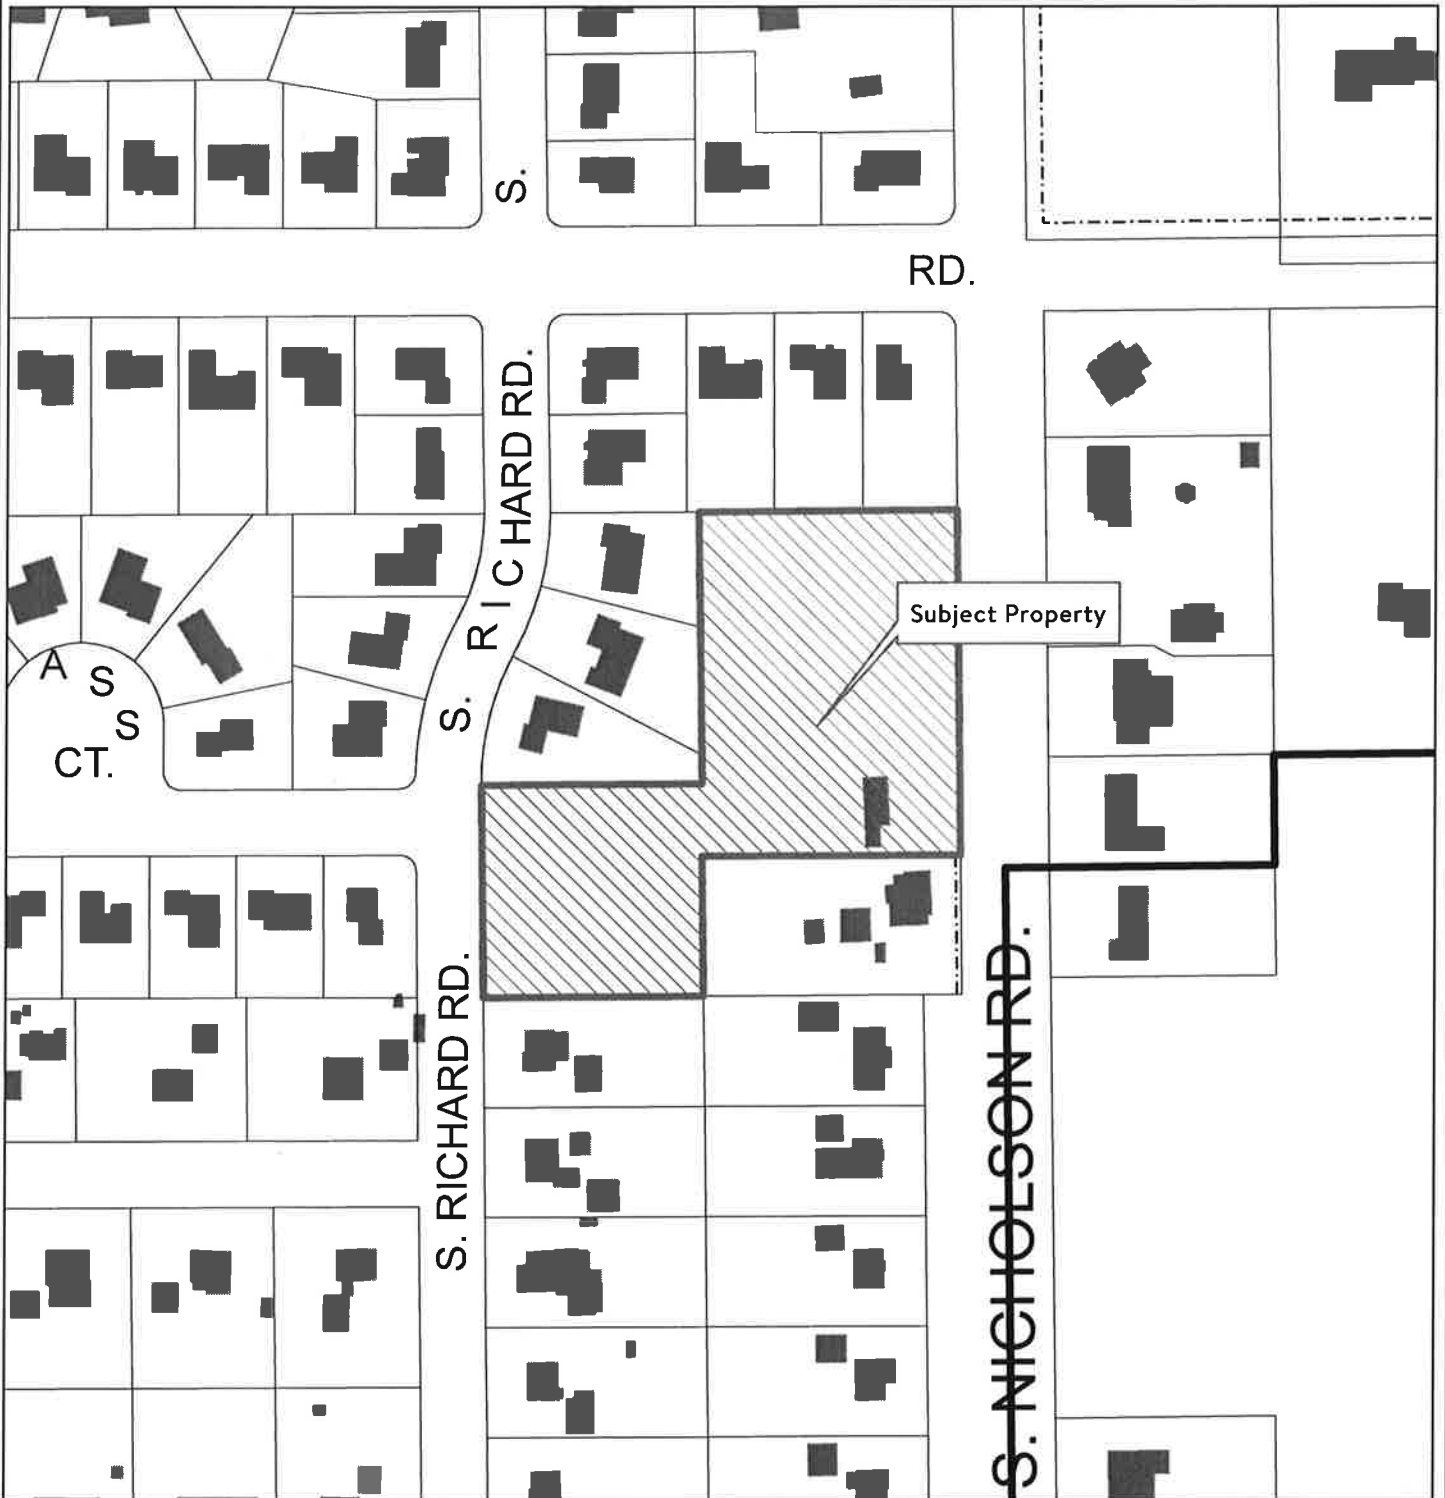 S.
RD.
S. RICHARD RD.
Subject Property
A S S
CT.
S. RICHARD RD.
S. NICHOLSON RD.